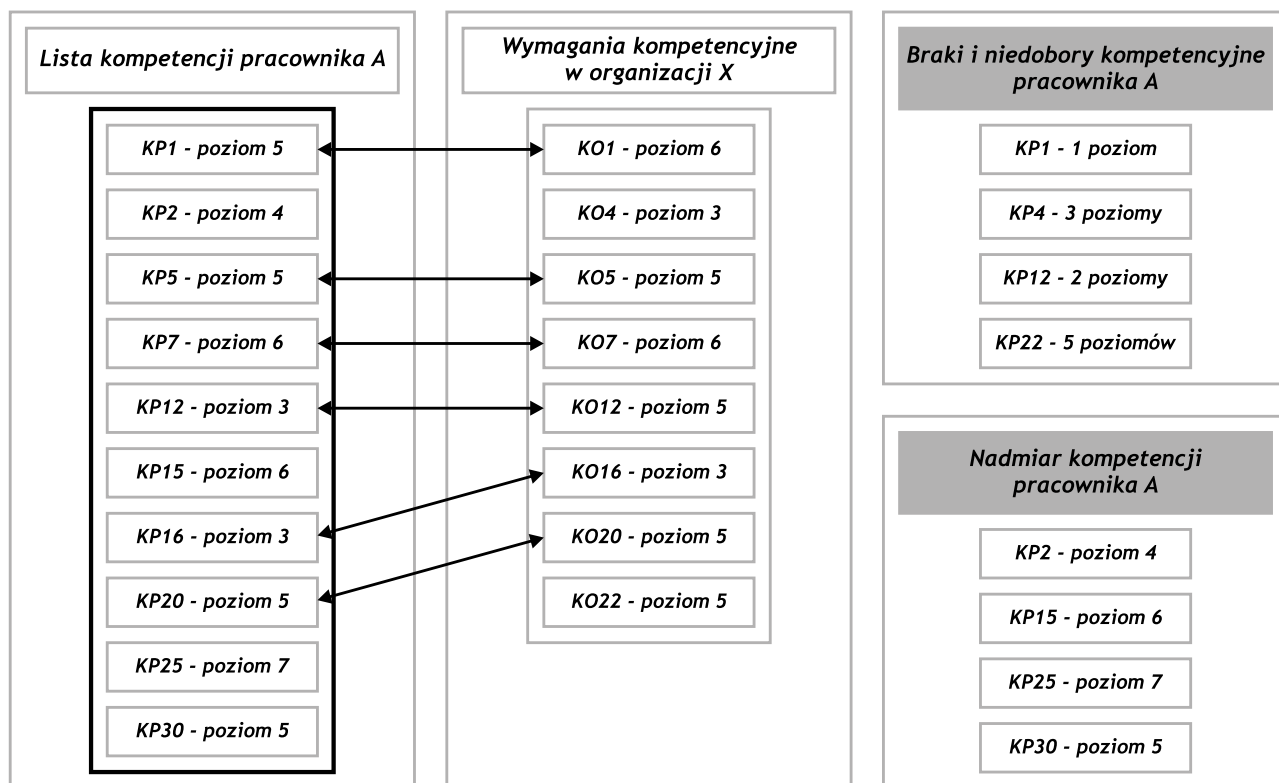 Lista kompetencji pracownika A
KP1 - poziom 5
KP2 - poziom 4
KP5 - poziom 5
KP7 - poziom 6
KP12 - poziom 3
KP15 - poziom 6
KP16 - poziom 3
KP20 - poziom 5
KP25 - poziom 7
KP30 - poziom 5
Wymagania kompetencyjne
w organizacji X
KO1 - poziom 6
KO4 - poziom 3
KO5 - poziom 5
KO7 - poziom 6
KO12 - poziom 5
KO16 - poziom 3
KO20 - poziom 5
KO22 - poziom 5
Braki i niedobory kompetencyjne
pracownika A
KP1 - 1 poziom
KP4 - 3 poziomy
KP12 - 2 poziomy
KP22 - 5 poziomów
Nadmiar kompetencji
pracownika A
KP2 - poziom 4
KP15 - poziom 6
KP25 - poziom 7
KP30 - poziom 5